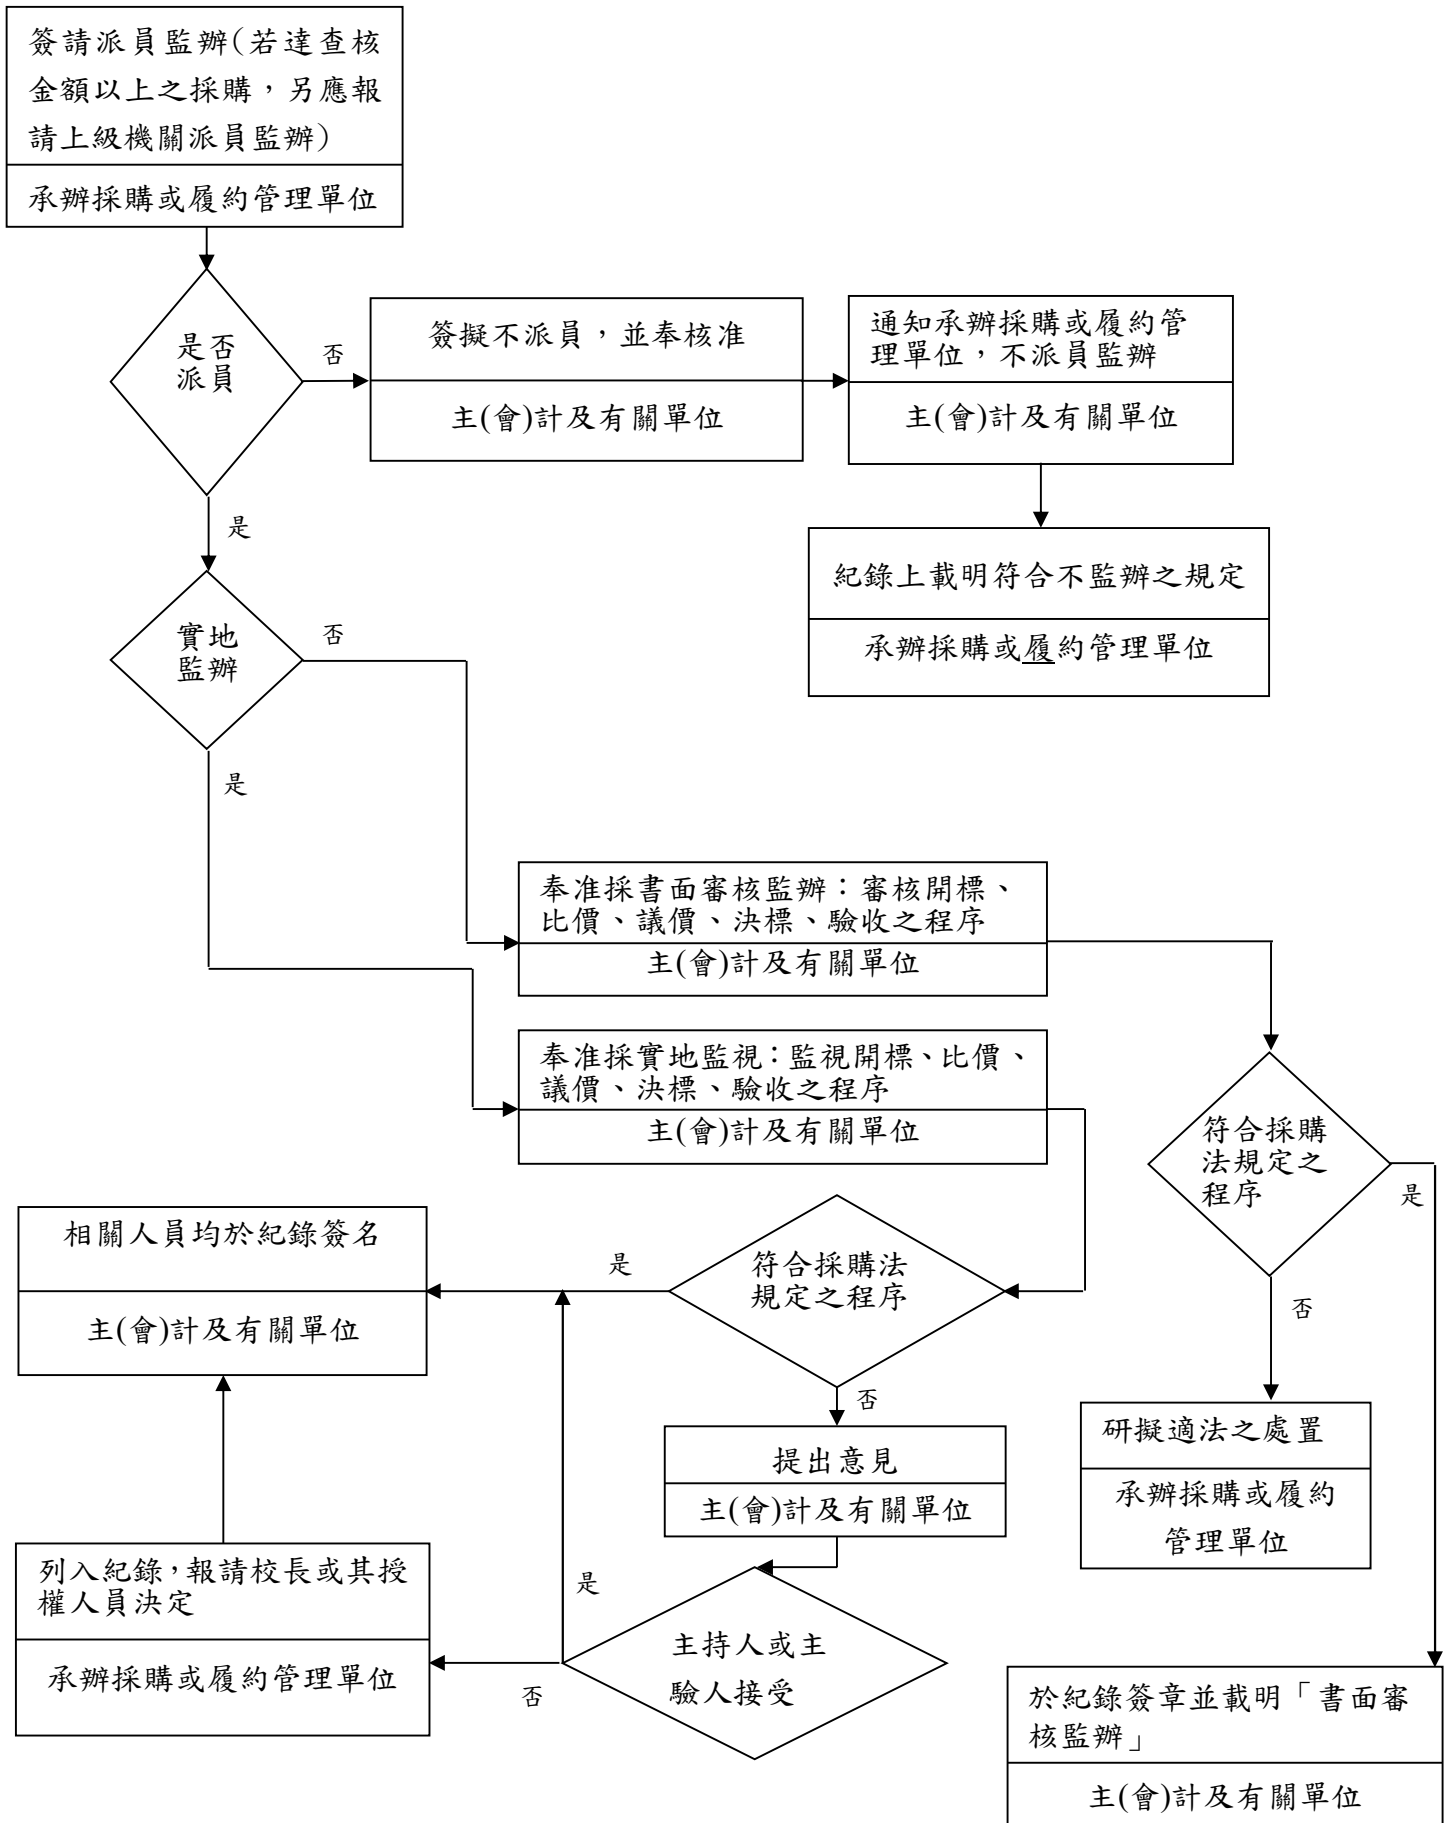 簽請派員監辦(若達查核
金額以上之採購，另應報
請上級機關派員監辦)
承辦採購或履約管理單位
是否
派員
否
簽擬不派員，並奉核准
主(會)計及有關單位
通知承辦採購或履約管
理單位，不派員監辦
主(會)計及有關單位
是
紀錄上載明符合不監辦之規定
承辦採購或履約管理單位
實地
監辦
否
是
奉准採書面審核監辦：審核開標、
比價、議價、決標、驗收之程序
主(會)計及有關單位
奉准採實地監視：監視開標、比價、
議價、決標、驗收之程序
主(會)計及有關單位
符合採購
法規定之
程序
是
否
相關人員均於紀錄簽名
主(會)計及有關單位
是
符合採購法
規定之程序
否
提出意見
主(會)計及有關單位
研擬適法之處置
承辦採購或履約
管理單位
列入紀錄，報請校長或其授
權人員決定
承辦採購或履約管理單位
是
否
主持人或主
驗人接受
於紀錄簽章並載明「書面審
核監辦」
主(會)計及有關單位